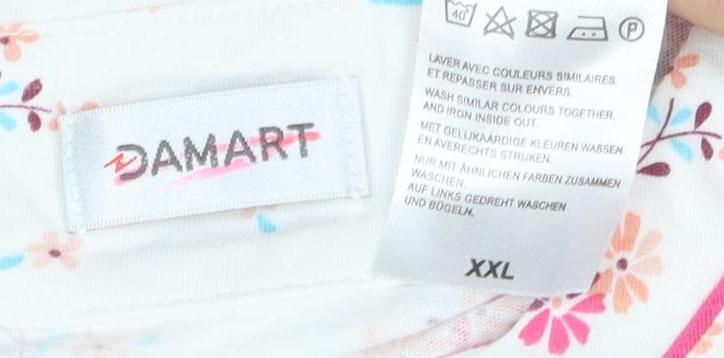 40°
P
DAMART
LAVER AVEC COULEURS SIMILAIRES.
ET REPASSER SUR ENVERS.
WASH SIMILAR COLOURS TOGETHER
AND IRON INSIDE OUT.
MET GELIJKAARDIGE KLEUREN WASSEN
EN AVERECHTS STRIJKEN.
NUR MIT ÄHNLICHEN FARBEN ZUSAMMEN
WASCHEN.
AUF LINKS GEDREHT WASCHEN
UND BÜGELN.
XXL